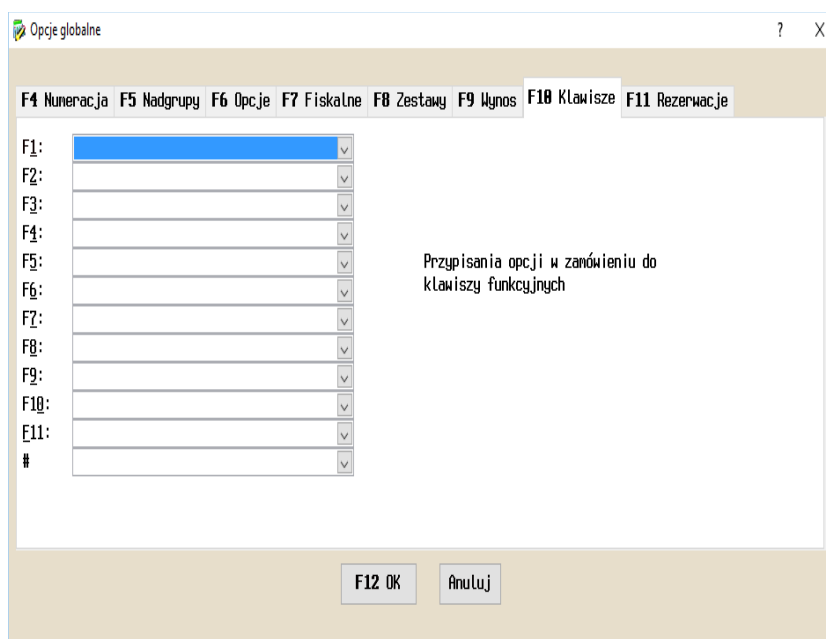 Opcje globalne
F4 Numeracja F5 Nadgrupy F6 Opcje F7 Fiskalne F8 Zestawy F9 Wynos F10 Klawisze F11 Rezerwacje
F1:
F2:
F3:
F4:
F5:
F6:
F7:
F8:
F9:
F10:
F11:
#
Przypisania opcji w zamówieniu do
klawiszy funkcyjnych
F12 OK Anuluj